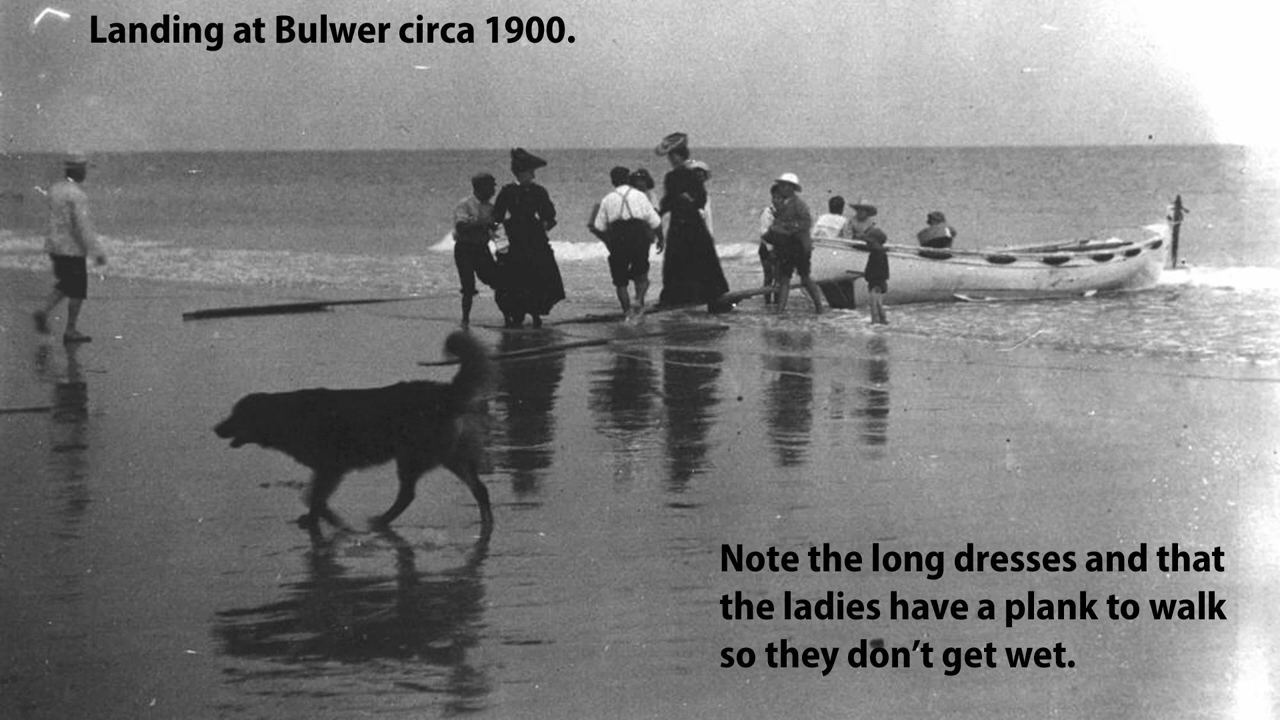 Landing at Bulwer circa 1900.
Note the long dresses and that
the ladies have a plank to walk
so they don't get wet.